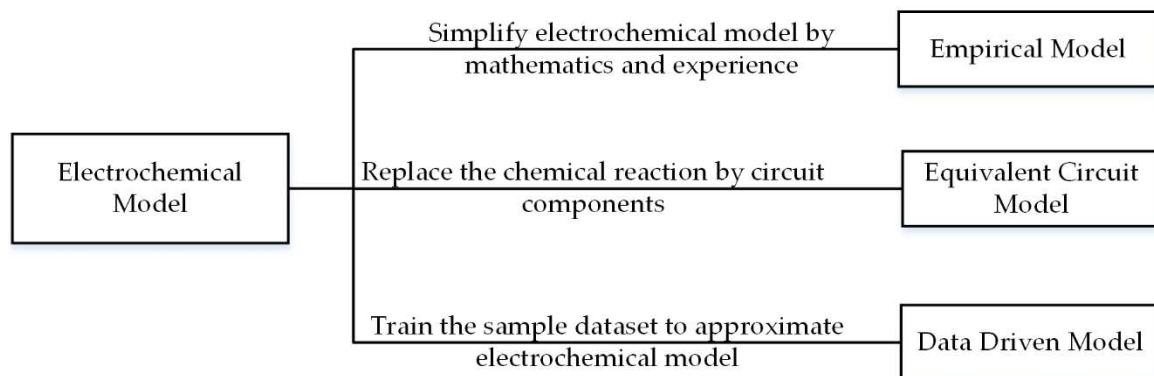 Simplify electrochemical model by
mathematics and experience
Empirical Model
Electrochemical
Model
Replace the chemical reaction by circuit
components
Equivalent Circuit
Model
Train the sample dataset to approximate
electrochemical model
Data Driven Model